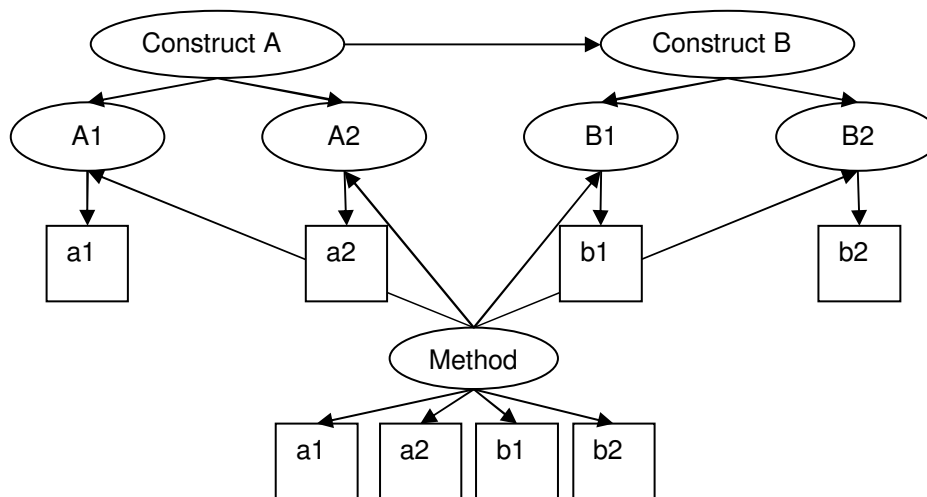 Construct A
Construct B
A1
A2
B1
B2
a1
a2
b1
b2
Method
a1
a2
b1
b2